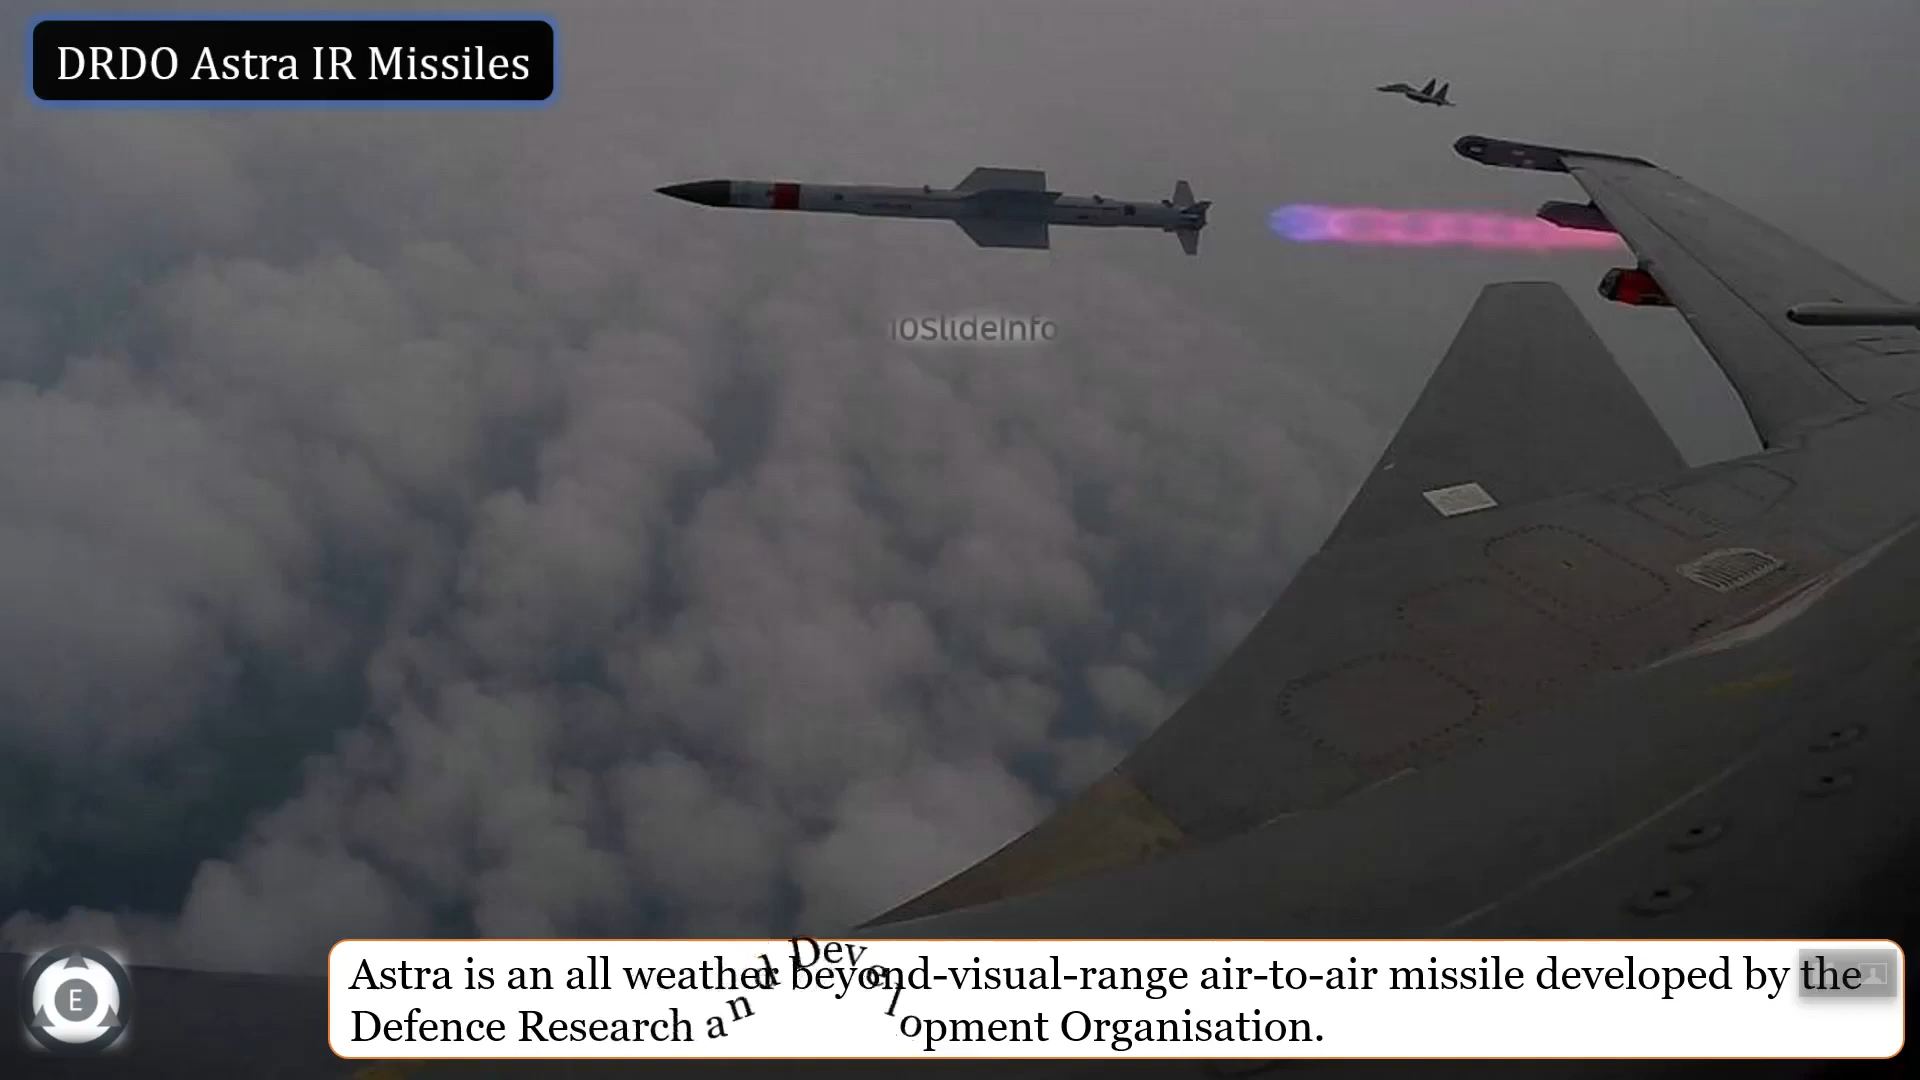 DRDO Astra IR Missiles
10SlideInfo
Astra is an all weather beyond-visual-range air-to-air missile developed by the
Defence Research and Development Organisation.
E